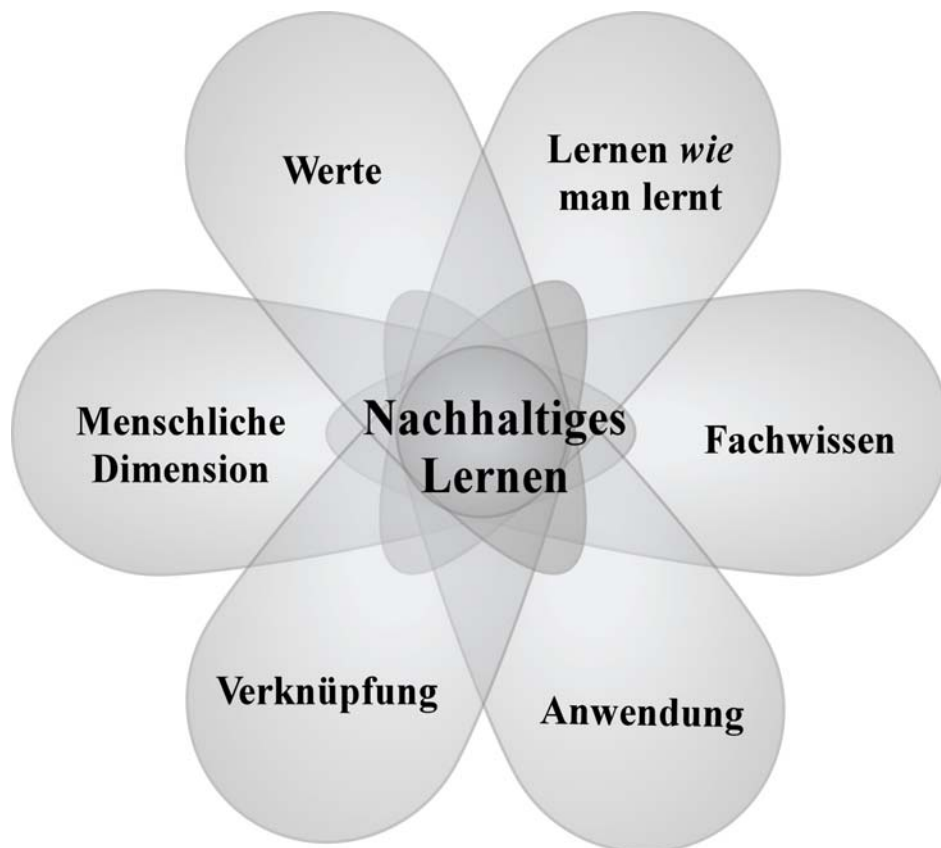 Werte
Lernen wie
man lernt
Menschliche
Dimension
Nachhaltiges
Lernen
Fachwissen
Verknüpfung
Anwendung